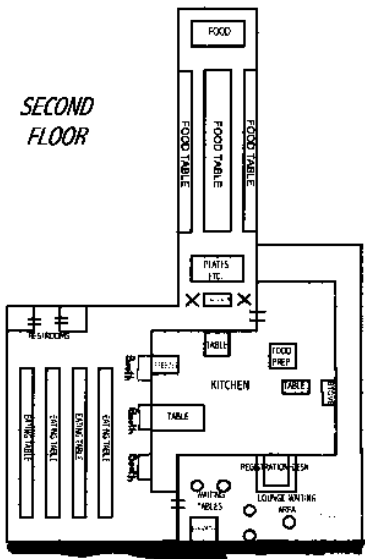 SECOND
FLOOR
FOOD
FOOD TABLE
FOOD TABLE
FOOD TABLE
PLATES
ETC.
RESTROOMS
TABLE
FOOD
PREP
KITCHEN
TABLE
Booth
Booth
Booth
TABLE
EATING TABLE
EATING TABLE
EATING TABLE
EATING TABLE
REGISTRATION DESK
WAITING
TABLES
LOUNGE WAITING
AREA